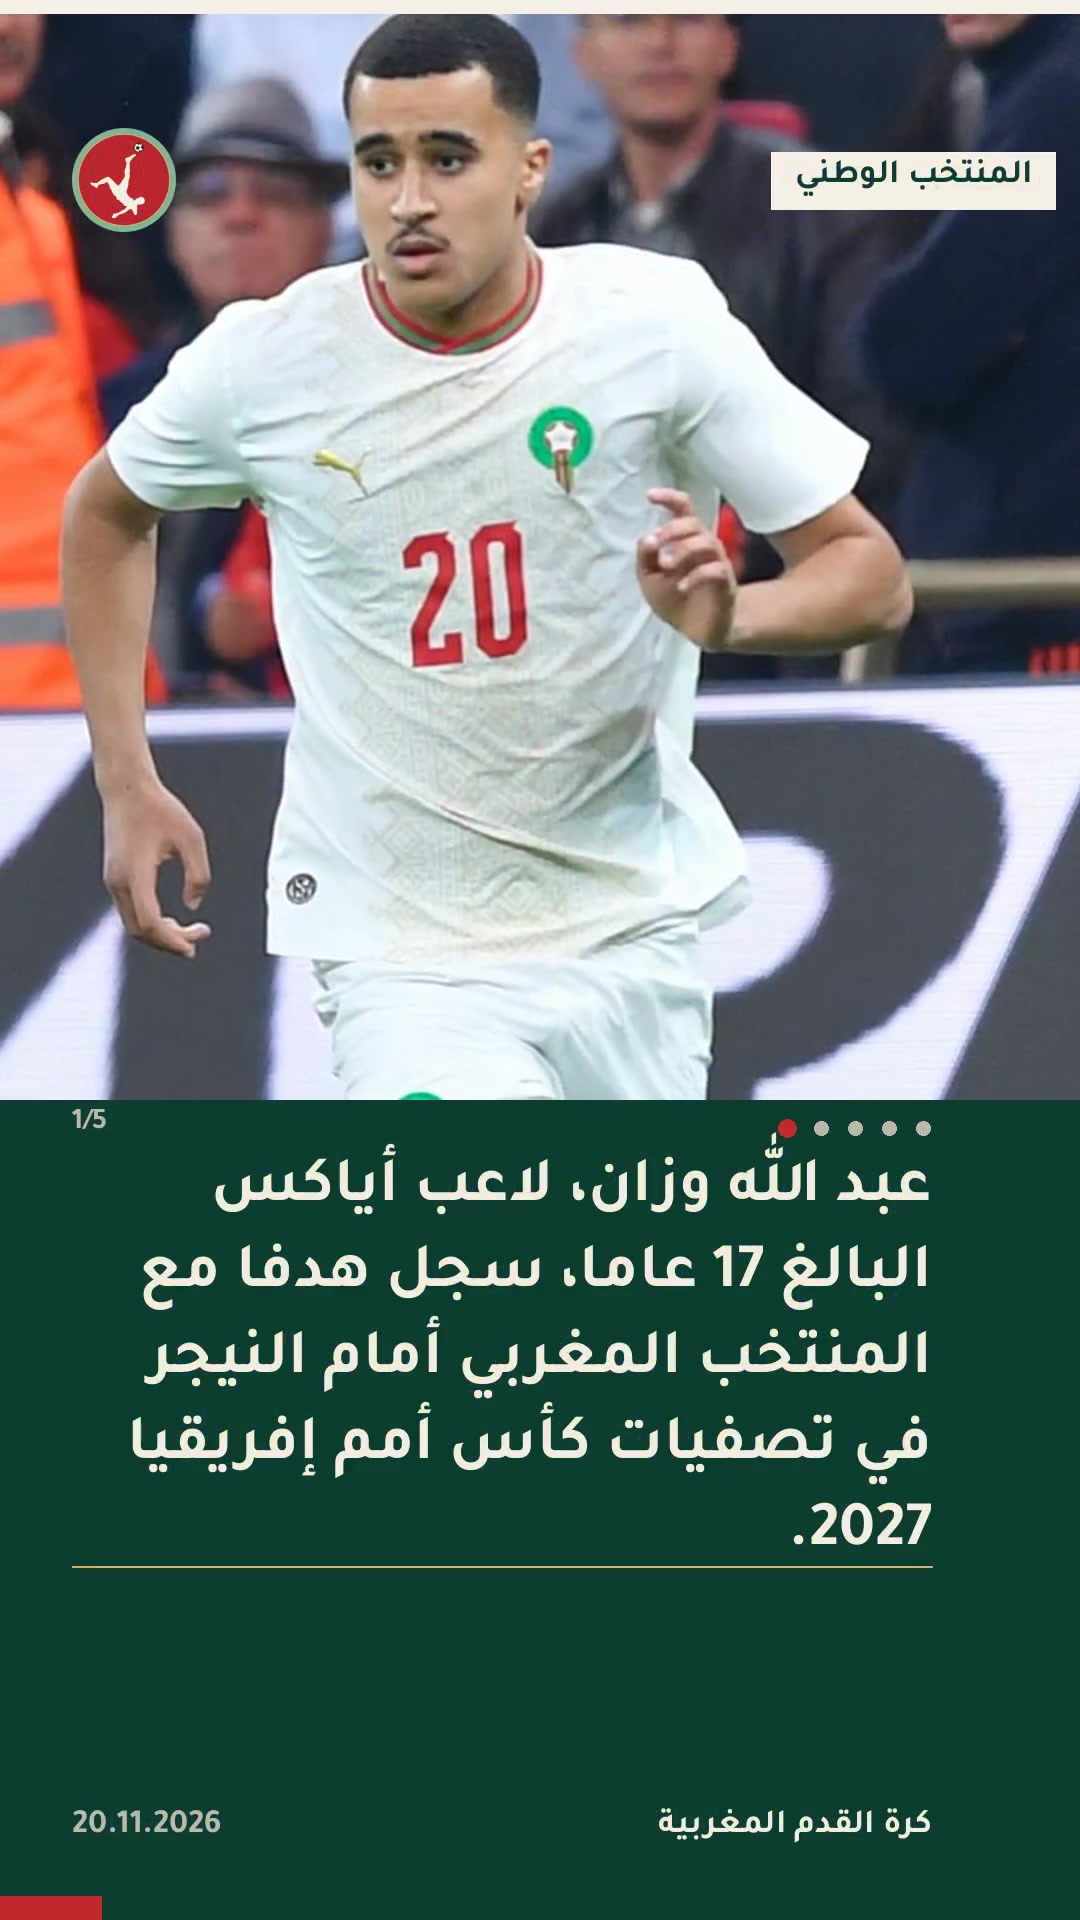 المنتخب الوطني
20
1/5
عبد الله وزان، لاعب أياكس
البالغ 17 عاما، سجل هدفا مع
المنتخب المغربي أمام النيجر
في تصفيات كأس أمم إفريقيا
2027.
كرة القدم المغربية
20.11.2026